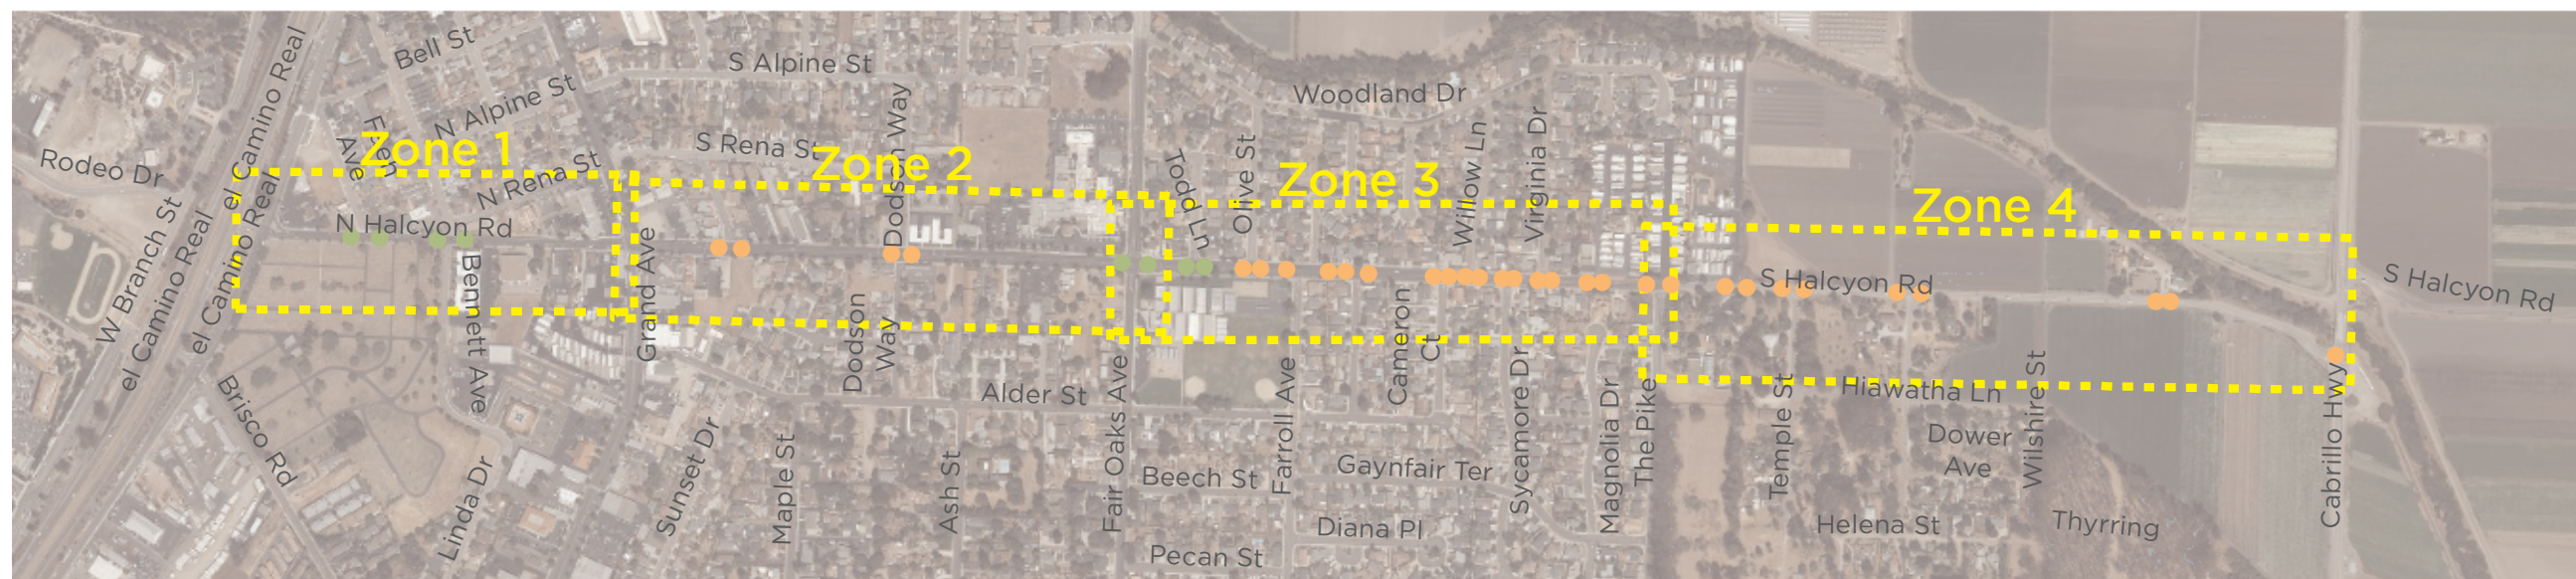 Bell St
S Alpine St
Woodland Dr
N Alpine St
Fern
Ave
Zone 1
S Rena St
Dodson Way
Zone 2
Todd Ln
Olive St
Zone 3
Willow Ln
Virginia Dr
Zone 4
Rodeo Dr
el Camino Real
N Rena St
N Halcyon Rd
W Branch St
el Camino Real
el Camino Real
Bennett Ave
Grand Ave
S Halcyon Rd
S Halcyon Rd
Dodson
Way
Cameron
Ct
Brisco Rd
Alder St
Fair Oaks Ave
Farroll Ave
Sycamore Dr
Magnolia Dr
The Pike
Temple St
Hiawatha Ln
Wilshire St
Cabrillo Hwy
Linda Dr
Sunset Dr
Maple St
Ash St
Beech St
Gaynfair Ter
Dower
Ave
Diana Pl
Helena St
Thyrring
Pecan St